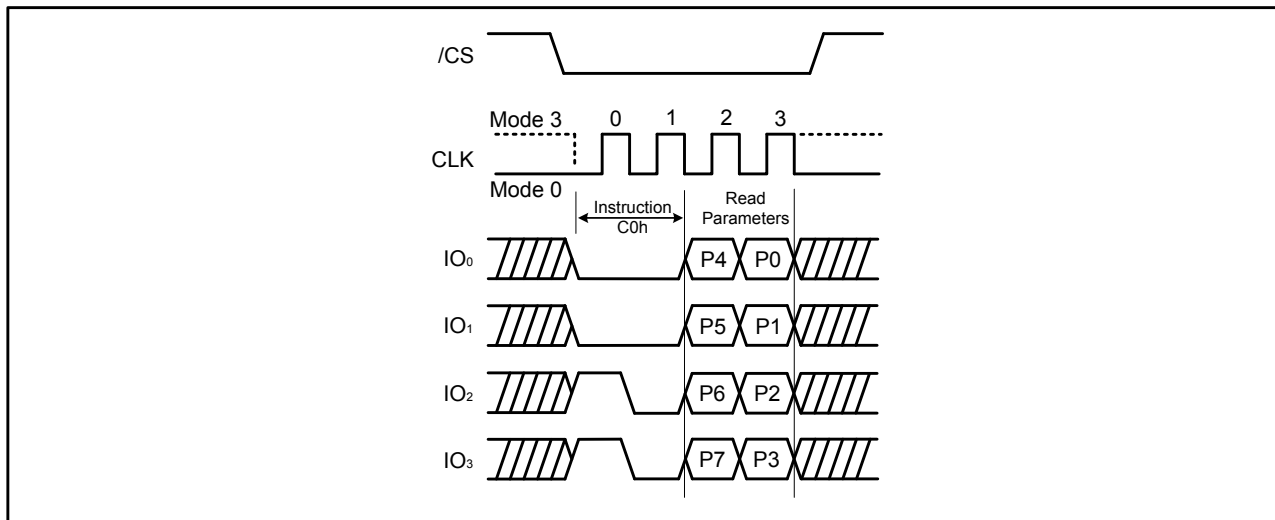 /CS
Mode 3 0 1 2 3
CLK
Mode 0
Instruction
C0h
Read
Parameters
IO0 P4 P0
IO1 P5 P1
IO2 P6 P2
IO3 P7 P3